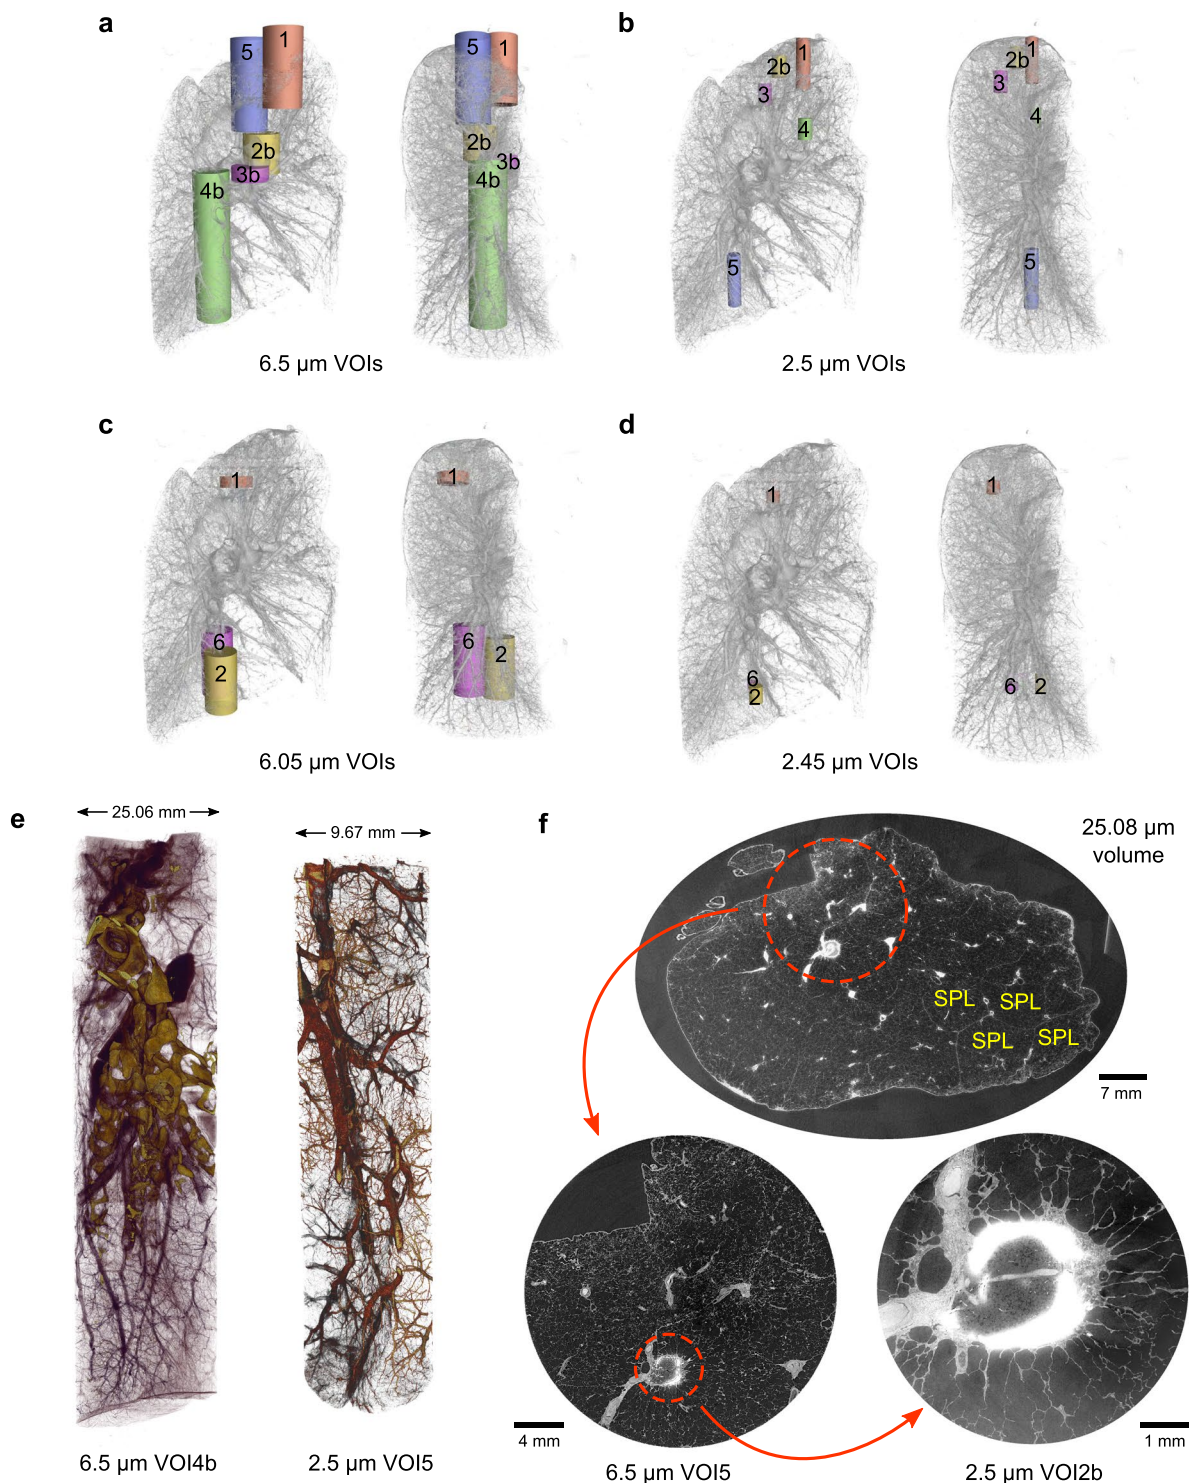 a
5
1
5
1
2b
3b
4b
2b
3b
4b
6.5 µm VOIs
b
1
2b
3
4
5
1
2b
3
4
5
2.5 µm VOIs
c
1
6
2
1
6
2
6.05 µm VOIs
d
1
6
2
1
6
2
2.45 µm VOIs
e
25.06 mm
9.67 mm
6.5 µm VOI4b
2.5 µm VOI5
f
25.08 µm
volume
SPL
SPL
SPL
SPL
7 mm
4 mm
1 mm
6.5 µm VOI5
2.5 µm VOI2b